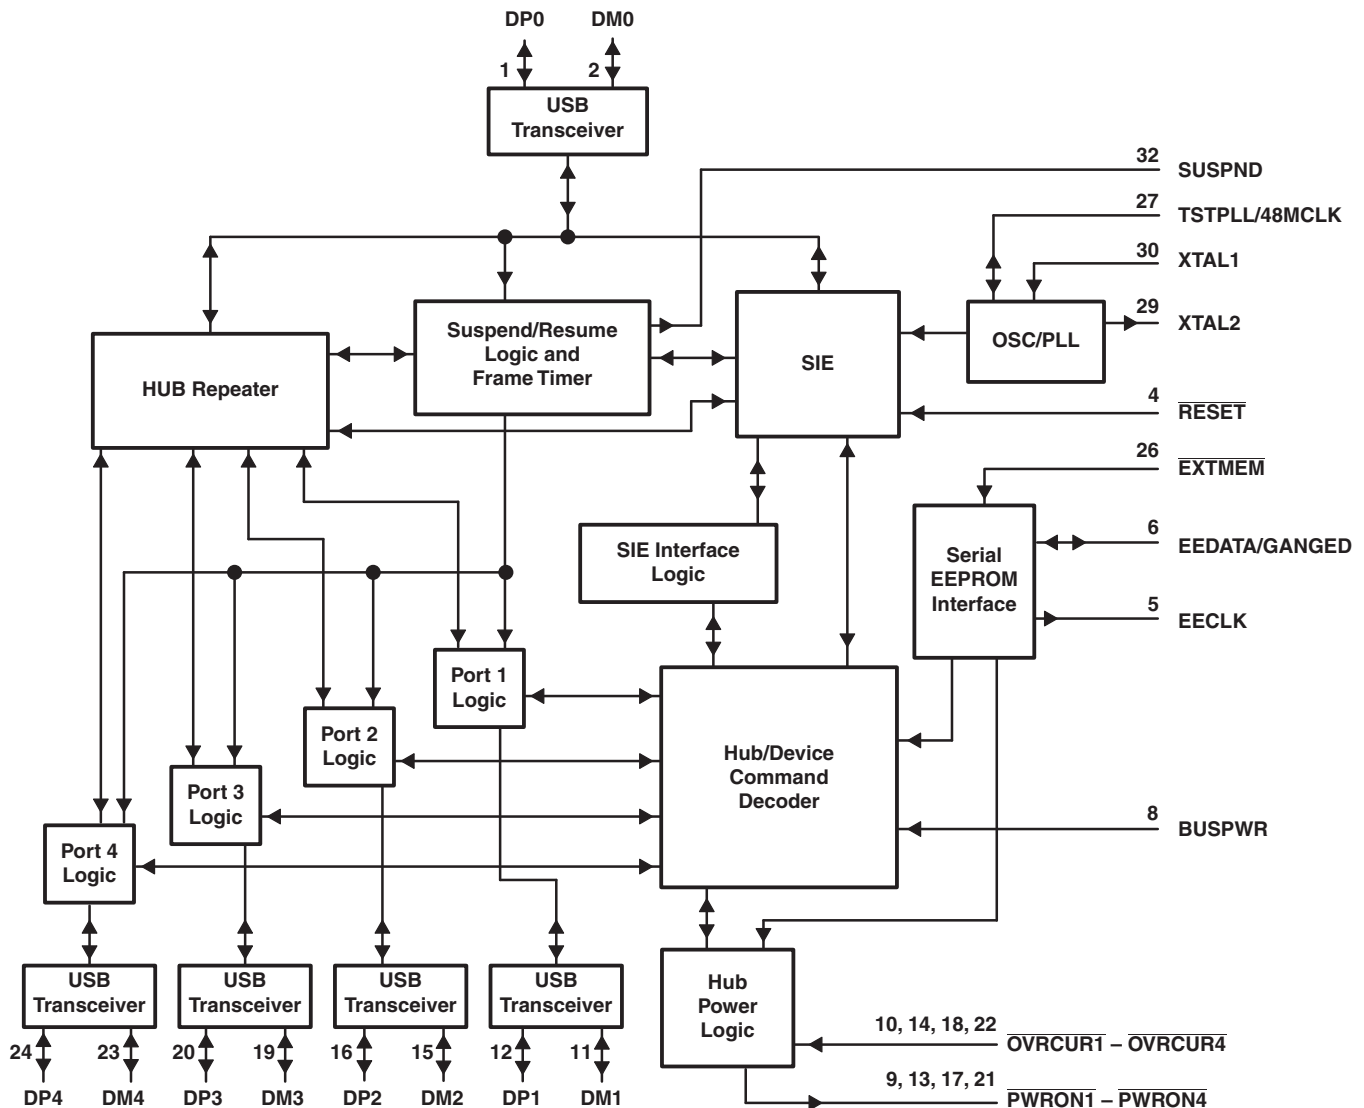 DP0 DM0
1 2
USB
Transceiver
32 SUSPND
27 TSTPLL/48MCLK
30 XTAL1
29 XTAL2
Suspend/Resume
Logic and
Frame Timer
SIE
OSC/PLL
HUB Repeater
4 RESET
26 EXTMEM
6 EEDATA/GANGED
SIE Interface
Logic
Serial
EEPROM
Interface
5 EECLK
Port 1
Logic
Port 2
Logic
Port 3
Logic
Port 4
Logic
Hub/Device
Command
Decoder
8 BUSPWR
USB
Transceiver
USB
Transceiver
USB
Transceiver
USB
Transceiver
Hub
Power
Logic
10, 14, 18, 22 OVRCUR1 – OVRCUR4
24 23 20 19 16 15 12 11
9, 13, 17, 21 PWRON1 – PWRON4
DP4 DM4 DP3 DM3 DP2 DM2 DP1 DM1